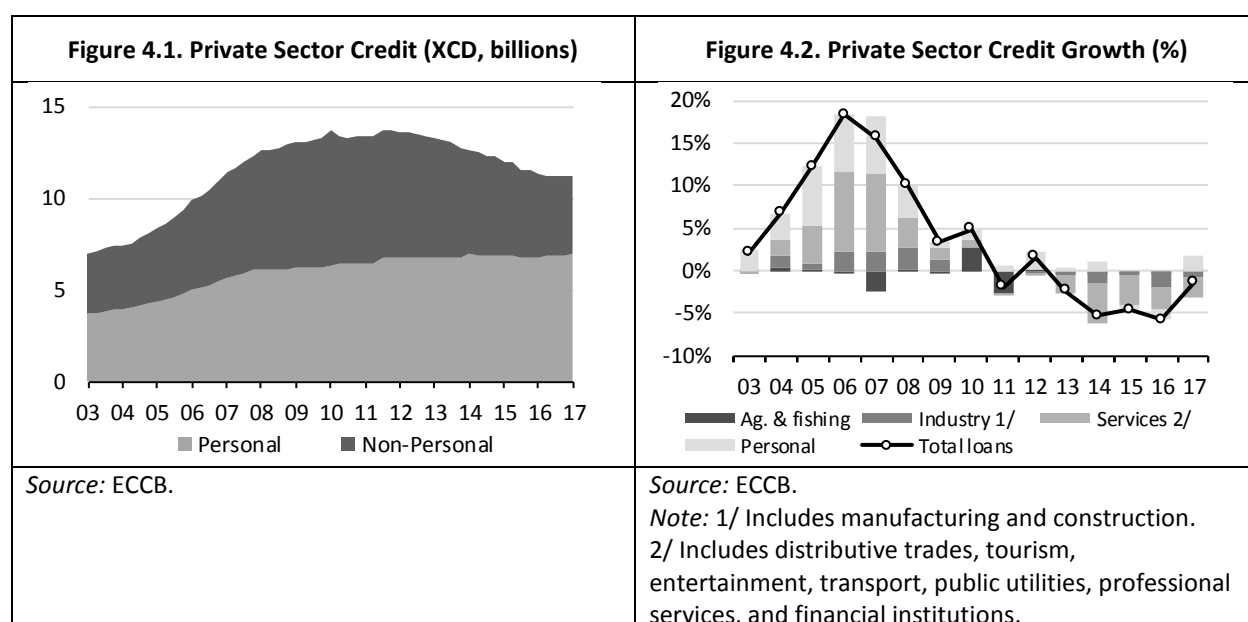 Figure 4.1. Private Sector Credit (XCD, billions)
15
10
5
0
03 04 05 06 07 08 09 10 11 12 13 14 15 16 17
Personal Non-Personal
Source: ECCB.
Figure 4.2. Private Sector Credit Growth (%)
20%
15%
10%
5%
0%
-5%
-10%
03 04 05 06 07 08 09 10 11 12 13 14 15 16 17
Ag. & fishing Industry 1/ Services 2/
Personal Total loans
Source: ECCB.
Note: 1/ Includes manufacturing and construction.
2/ Includes distributive trades, tourism,
entertainment, transport, public utilities, professional
services, and financial institutions.